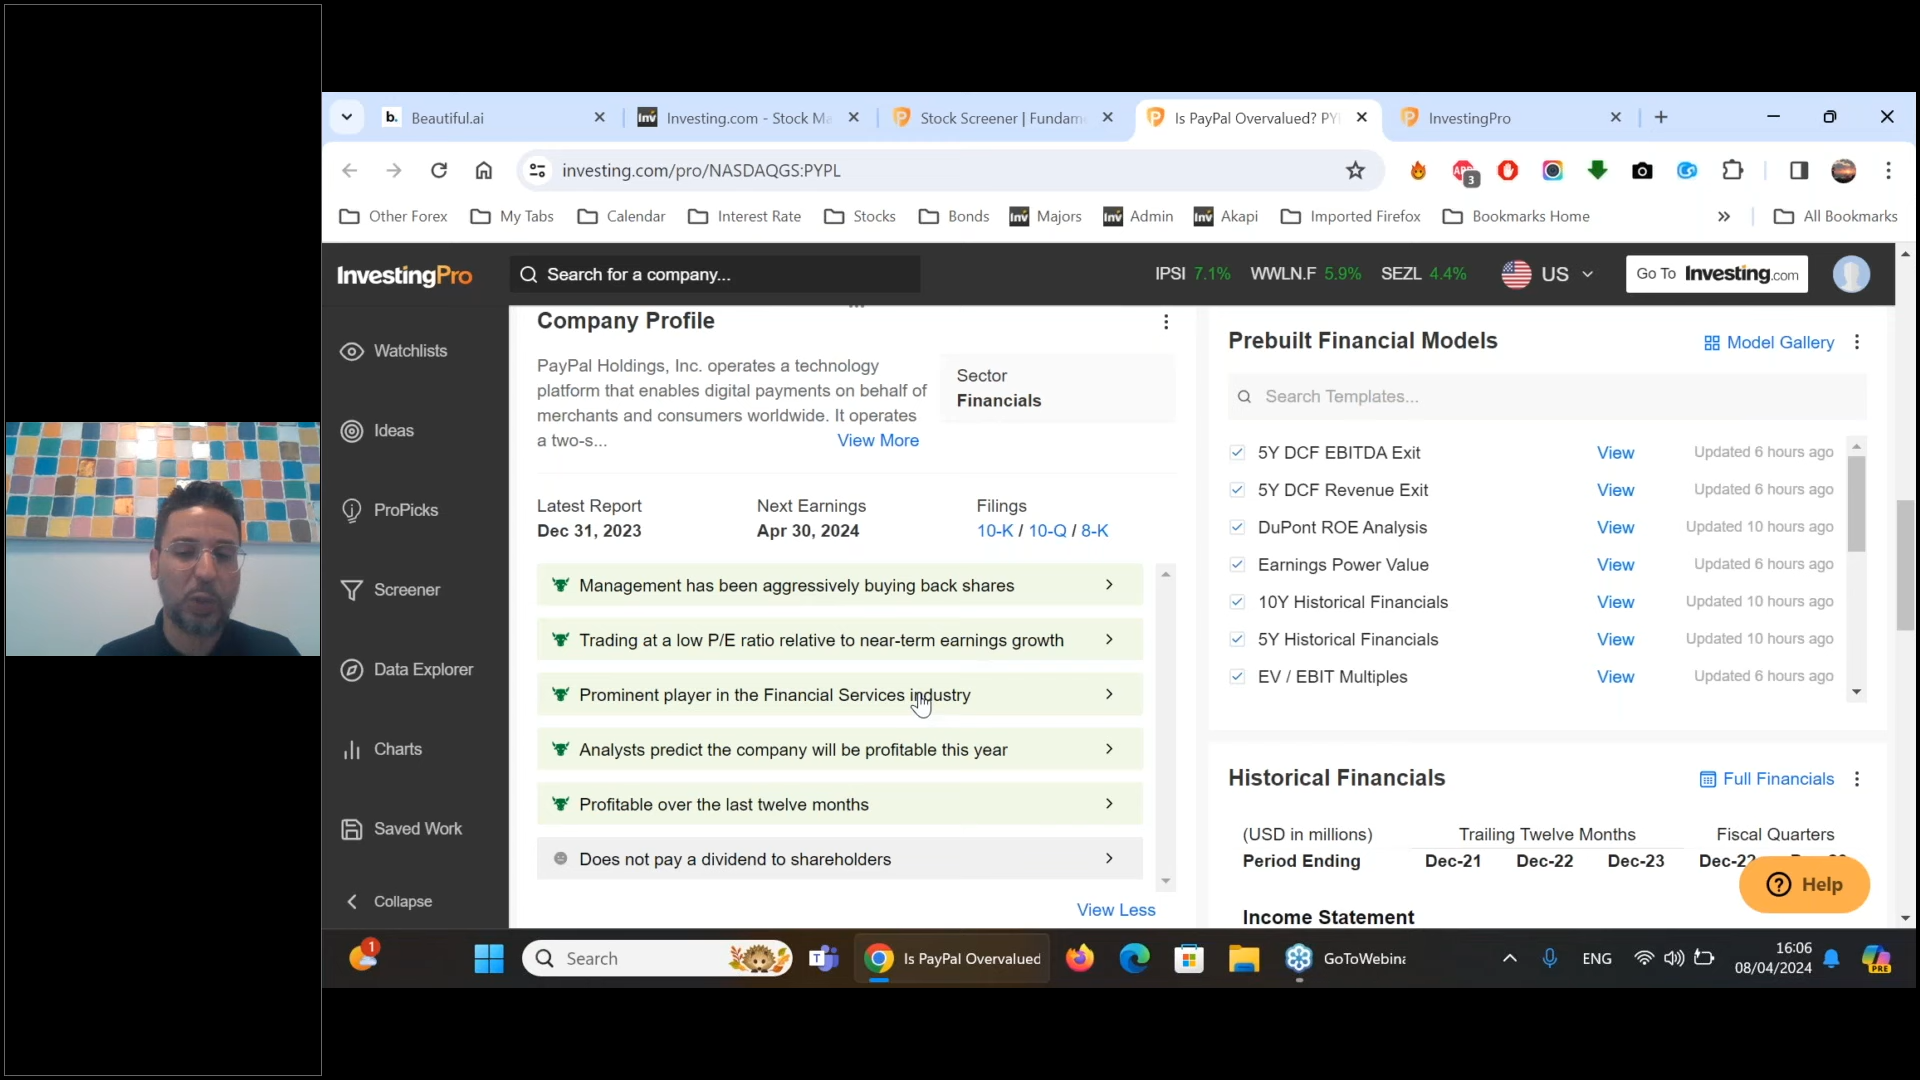 Beautiful.ai
Investing.com - Stock Ma
Stock Screener | Fundam
Is PayPal Overvalued? PY
InvestingPro
investing.com/pro/NASDAQGS:PYPL
3
Other Forex
My Tabs
Calendar
Interest Rate
Stocks
Bonds
Majors
Admin
Akapi
Imported Firefox
Bookmarks Home
All Bookmarks
InvestingPro
Search for a company...
IPSI 7.1% WWLN.F 5.9% SEZL 4.4%
US
Go To Investing.com
Watchlists
Ideas
ProPicks
Screener
Data Explorer
Charts
Saved Work
Collapse
Company Profile
PayPal Holdings, Inc. operates a technology
platform that enables digital payments on behalf of
merchants and consumers worldwide. It operates
a two-s...
View More
Sector
Financials
Latest Report
Dec 31, 2023
Next Earnings
Apr 30, 2024
Filings
10-K / 10-Q / 8-K
Management has been aggressively buying back shares
Trading at a low P/E ratio relative to near-term earnings growth
Prominent player in the Financial Services industry
Analysts predict the company will be profitable this year
Profitable over the last twelve months
Does not pay a dividend to shareholders
View Less
Prebuilt Financial Models
Model Gallery
Search Templates...
5Y DCF EBITDA Exit View Updated 6 hours ago
5Y DCF Revenue Exit View Updated 6 hours ago
DuPont ROE Analysis View Updated 10 hours ago
Earnings Power Value View Updated 6 hours ago
10Y Historical Financials View Updated 10 hours ago
5Y Historical Financials View Updated 10 hours ago
EV / EBIT Multiples View Updated 6 hours ago
Historical Financials
Full Financials
(USD in millions) Trailing Twelve Months Fiscal Quarters
Period Ending Dec-21 Dec-22 Dec-23
Income Statement
Help
1
Search
Is PayPal Overvalued
GoToWebina
ENG
16:06
08/04/2024
PRE